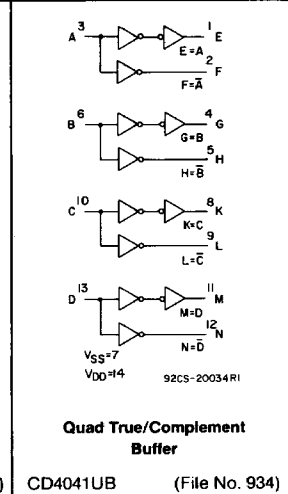 A 3 1 E
E=A
2 F
F=A̅
B 6 4 G
G=B
5 H
H=B̅
C 10 8 K
K=C
9 L
L=C̅
D 13 11 M
M=D
12 N
N=D̅
VSS=7
VDD=14 92CS-20034R1
Quad True/Complement
Buffer
) CD4041UB (File No. 934)